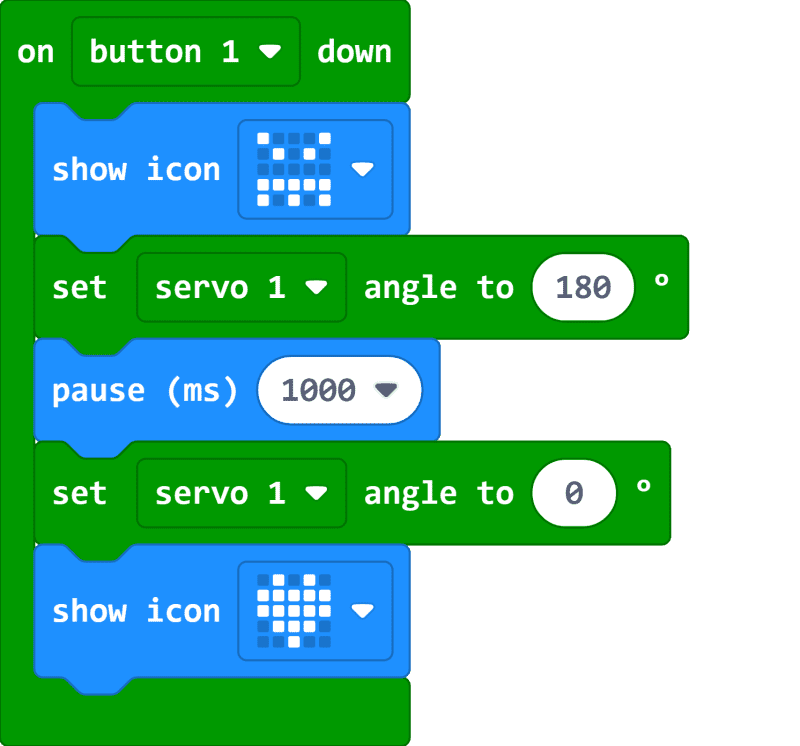 on button 1 down
show icon
set servo 1 angle to 180 °
pause (ms) 1000
set servo 1 angle to 0 °
show icon